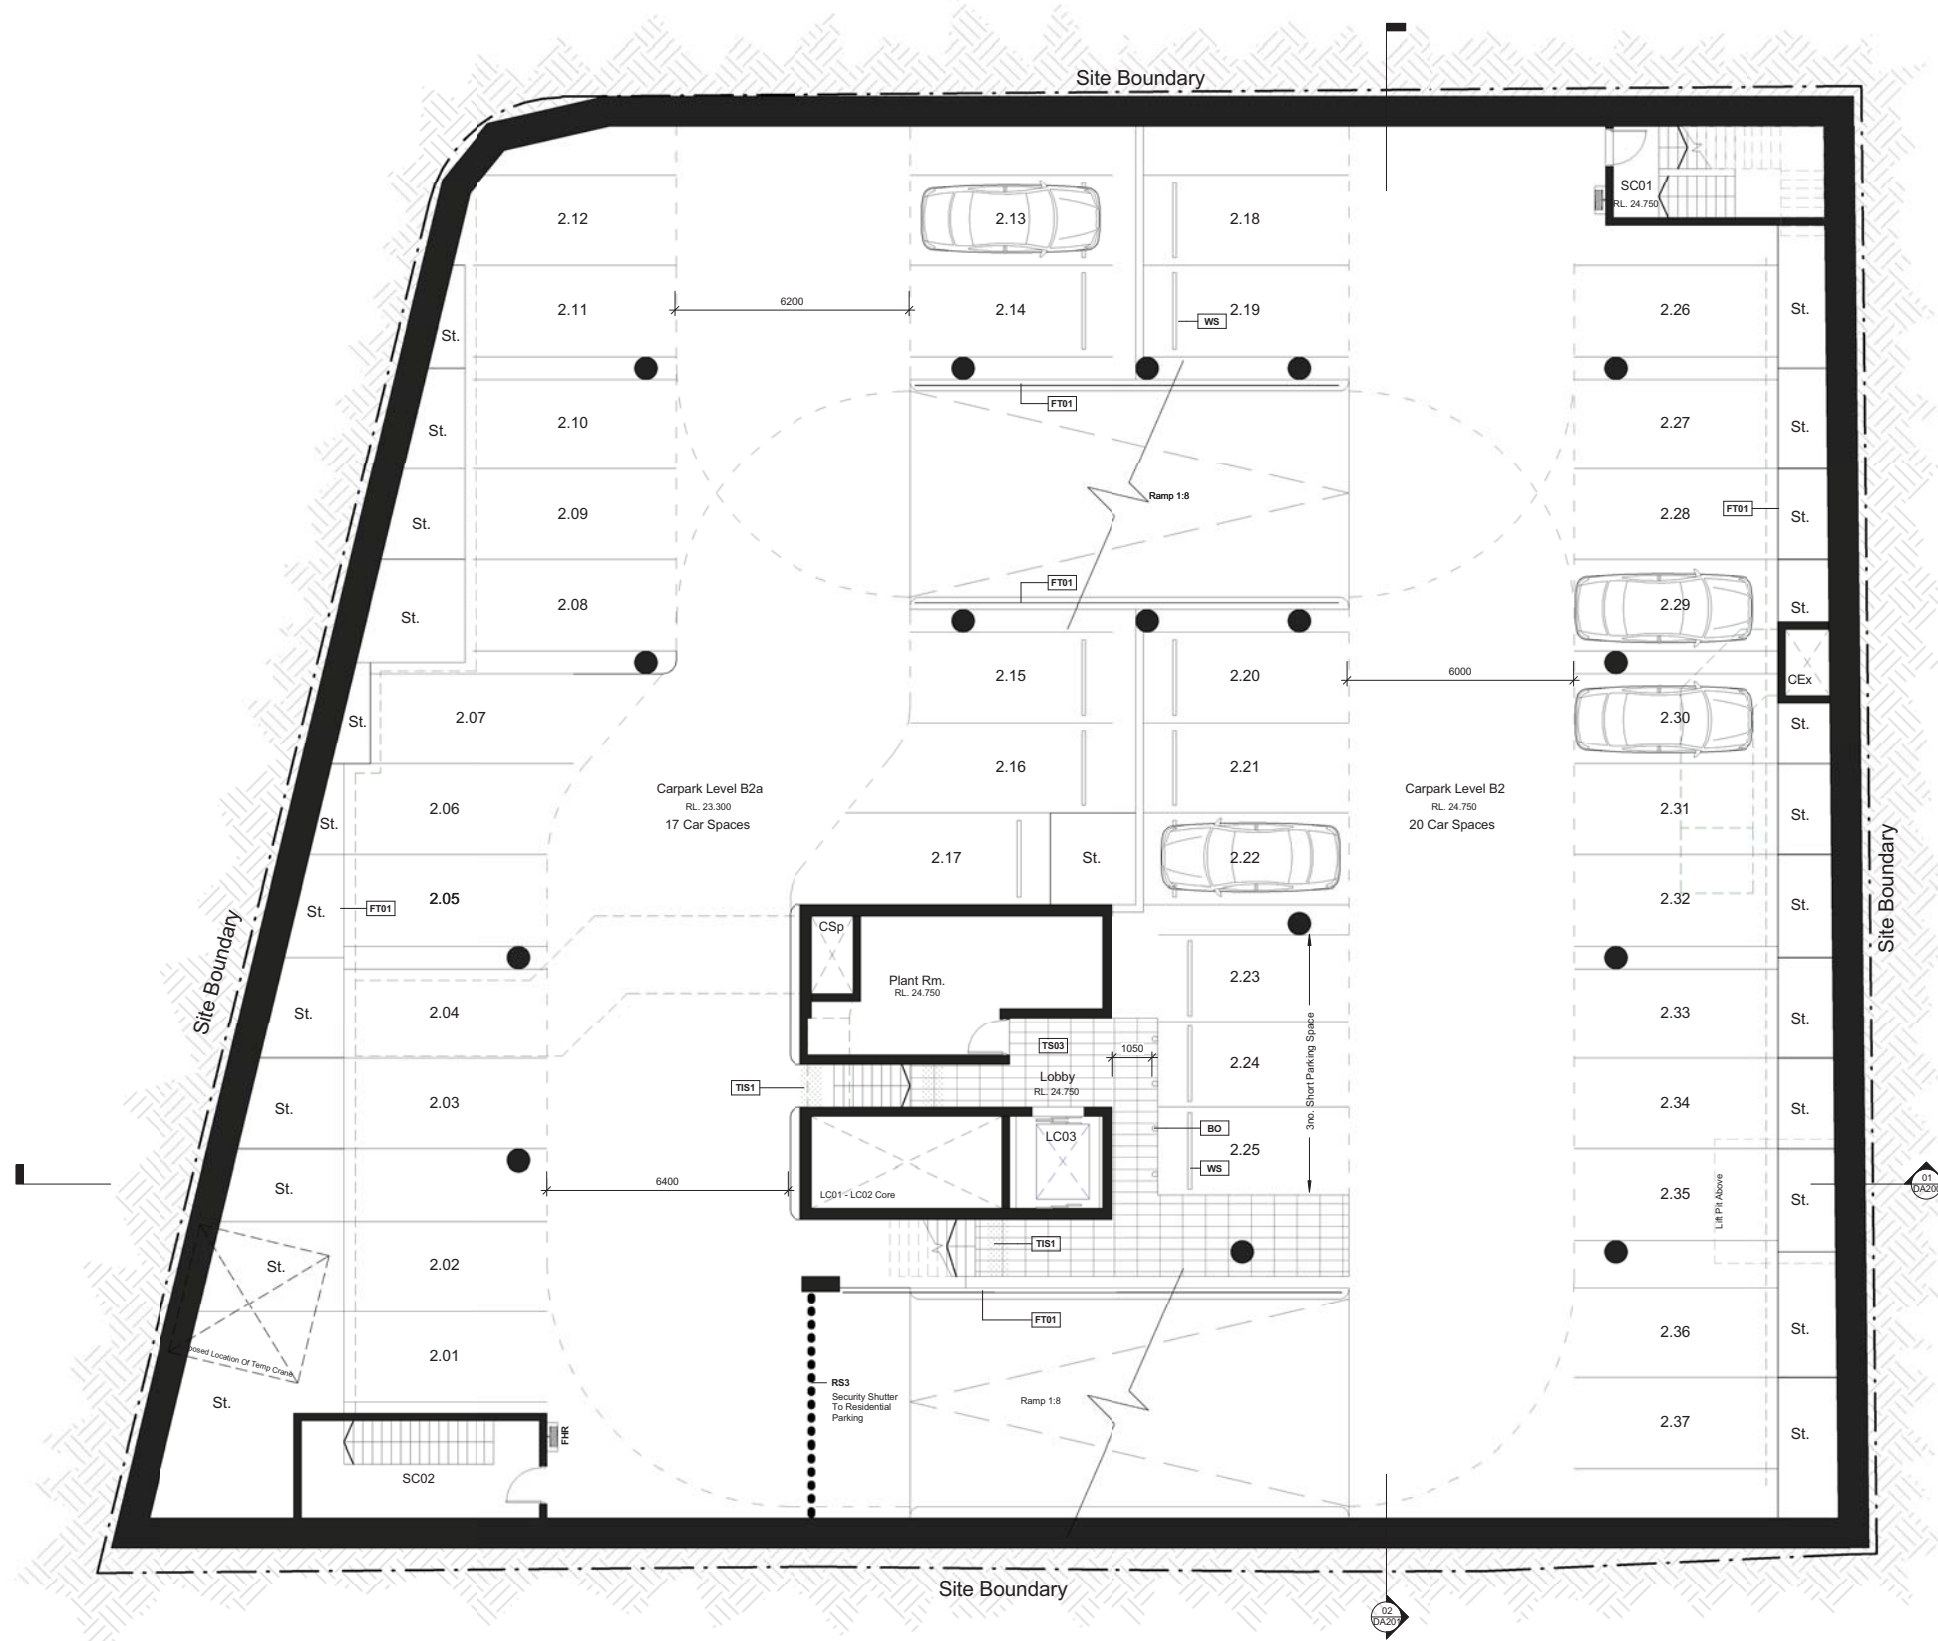 Site Boundary
SC01
RL. 24.750
2.12
2.13
2.18
2.11
6200
2.14
WS
2.19
2.26
St.
St.
FT01
2.10
2.27
St.
St.
Ramp 1:8
2.09
2.28
FT01
St.
St.
FT01
2.08
2.29
St.
St.
2.15
2.20
6000
CEx
2.07
2.30
St.
St.
2.16
2.21
Carpark Level B2a
RL. 23.300
17 Car Spaces
Carpark Level B2
RL. 24.750
20 Car Spaces
2.06
2.31
St.
St.
2.17
St.
2.22
Site Boundary
2.05
FT01
St.
2.32
St.
CSp
Site Boundary
Plant Rm.
RL. 24.750
2.23
2.04
St.
2.33
St.
TS03
1050
2.24
3no. Short Parking Space
Lobby
RL. 24.750
TIS1
2.03
St.
2.34
St.
LC03
BO
2.25
WS
LC01 - LC02 Core
6400
St.
2.35
Lift Pit Above
St.
01
TIS1
2.02
St.
FT01
2.36
St.
2.01
Of Temp Crane
RS3
Security Shutter
To Residential
Parking
Ramp 1:8
St.
2.37
St.
FHR
SC02
Site Boundary
02
DA201